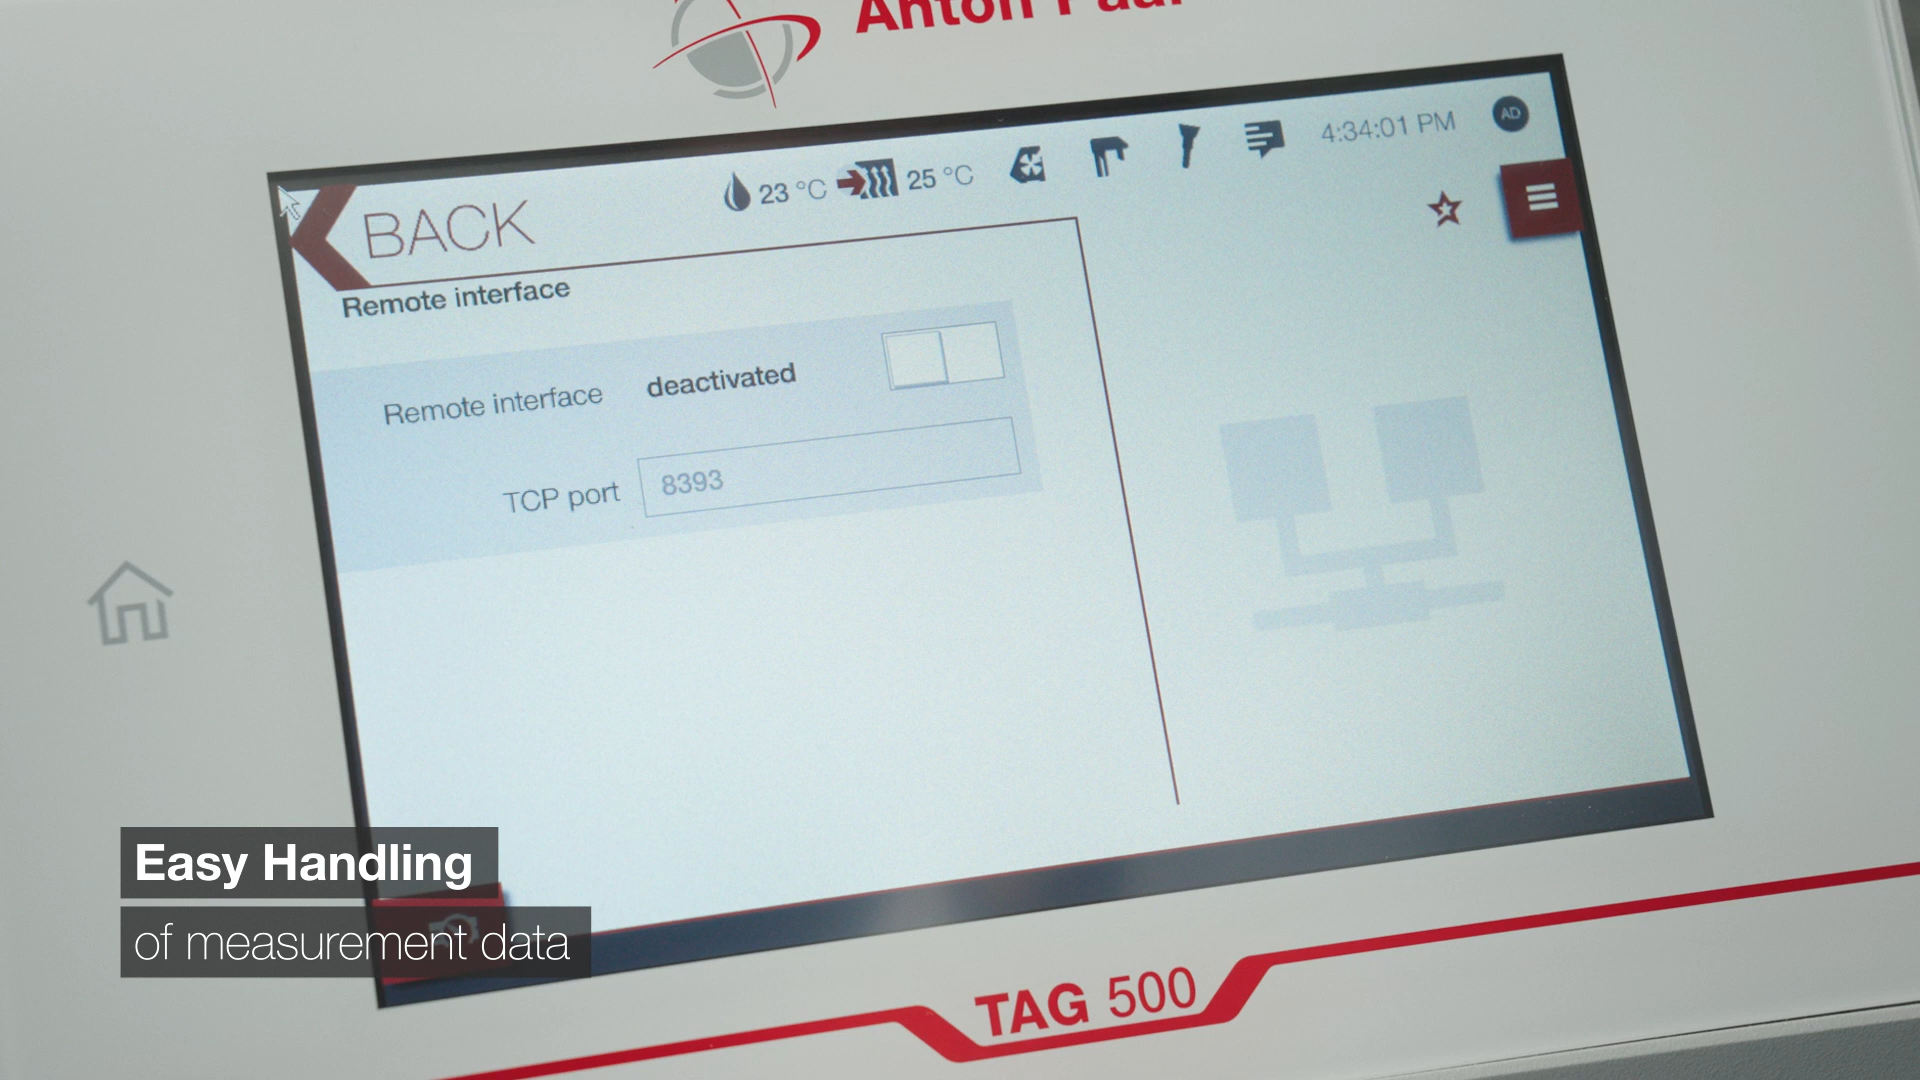 Anton Paar
23 °C 25 °C 4:34:01 PM AD
BACK
Remote interface
Remote interface deactivated
TCP port 8393
Easy Handling
of measurement data
TAG 500